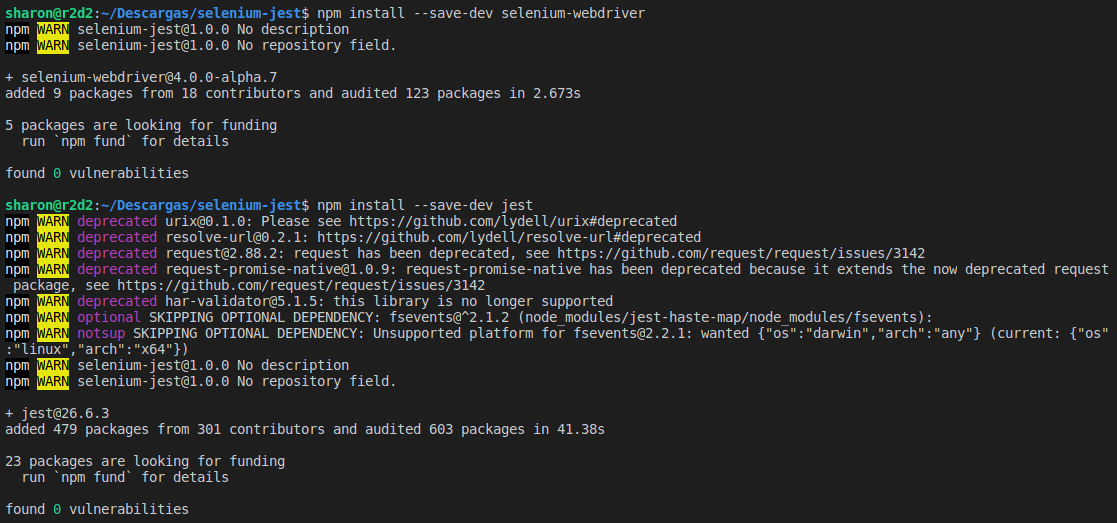 sharon@r2d2:~/Descargas/selenium-jest$ npm install --save-dev selenium-webdriver
npm WARN selenium-jest@1.0.0 No description
npm WARN selenium-jest@1.0.0 No repository field.
+ selenium-webdriver@4.0.0-alpha.7
added 9 packages from 18 contributors and audited 123 packages in 2.673s
5 packages are looking for funding
run `npm fund` for details
found 0 vulnerabilities
sharon@r2d2:~/Descargas/selenium-jest$ npm install --save-dev jest
npm WARN deprecated urix@0.1.0: Please see https://github.com/lydell/urix#deprecated
npm WARN deprecated resolve-url@0.2.1: https://github.com/lydell/resolve-url#deprecated
npm WARN deprecated request@2.88.2: request has been deprecated, see https://github.com/request/request/issues/3142
npm WARN deprecated request-promise-native@1.0.9: request-promise-native has been deprecated because it extends the now deprecated request
package, see https://github.com/request/request/issues/3142
npm WARN deprecated har-validator@5.1.5: this library is no longer supported
npm WARN optional SKIPPING OPTIONAL DEPENDENCY: fsevents@^2.1.2 (node_modules/jest-haste-map/node_modules/fsevents):
npm WARN notsup SKIPPING OPTIONAL DEPENDENCY: Unsupported platform for fsevents@2.2.1: wanted {"os":"darwin","arch":"any"} (current: {"os"
:"linux","arch":"x64"})
npm WARN selenium-jest@1.0.0 No description
npm WARN selenium-jest@1.0.0 No repository field.
+ jest@26.6.3
added 479 packages from 301 contributors and audited 603 packages in 41.38s
23 packages are looking for funding
run `npm fund` for details
found 0 vulnerabilities